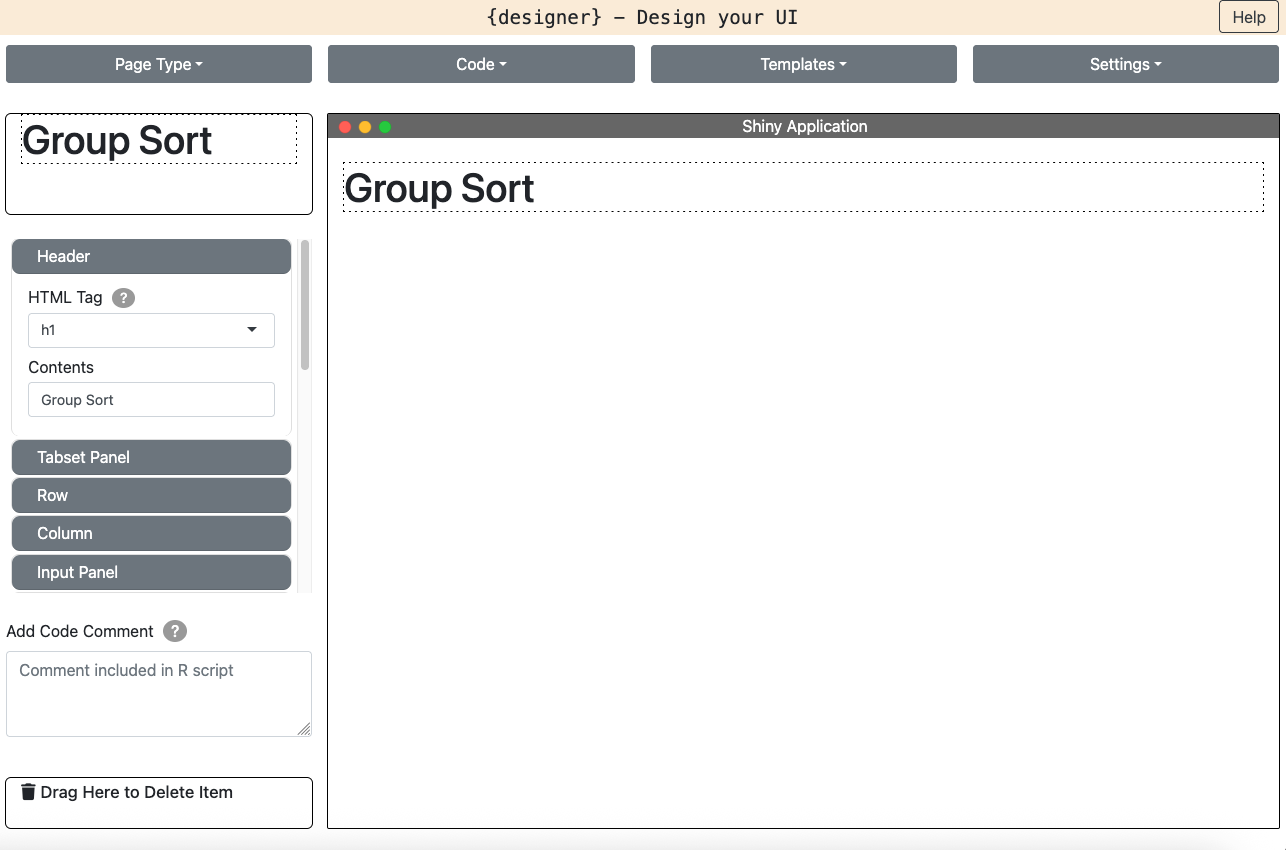 {designer} – Design your UI
Help
Page Type
Code
Templates
Settings
Group Sort
Shiny Application
Group Sort
Header
HTML Tag ?
h1
Contents
Group Sort
Tabset Panel
Row
Column
Input Panel
Add Code Comment ?
Comment included in R script
Drag Here to Delete Item